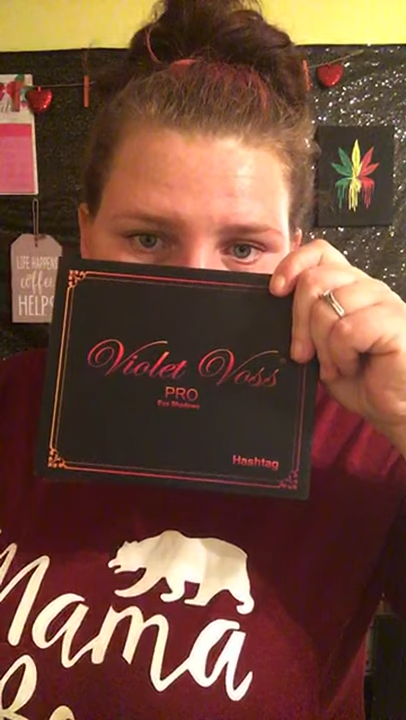 LIFE HAPPENS
coffee
HELPS
Violet Voss
PRO
Eye Shadows
Hashtag
Mama